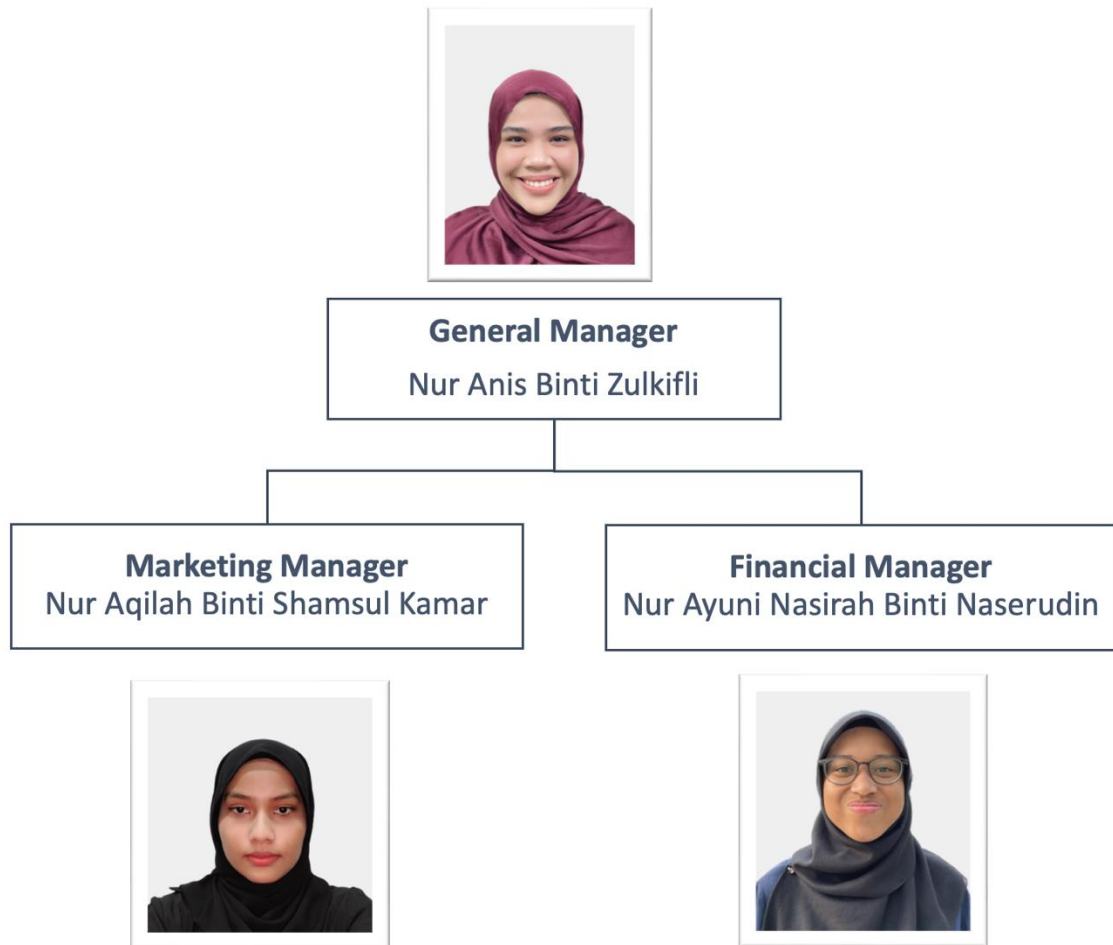 General Manager
Nur Anis Binti Zulkifli
Marketing Manager
Nur Aqilah Binti Shamsul Kamar
Financial Manager
Nur Ayuni Nasirah Binti Naserudin